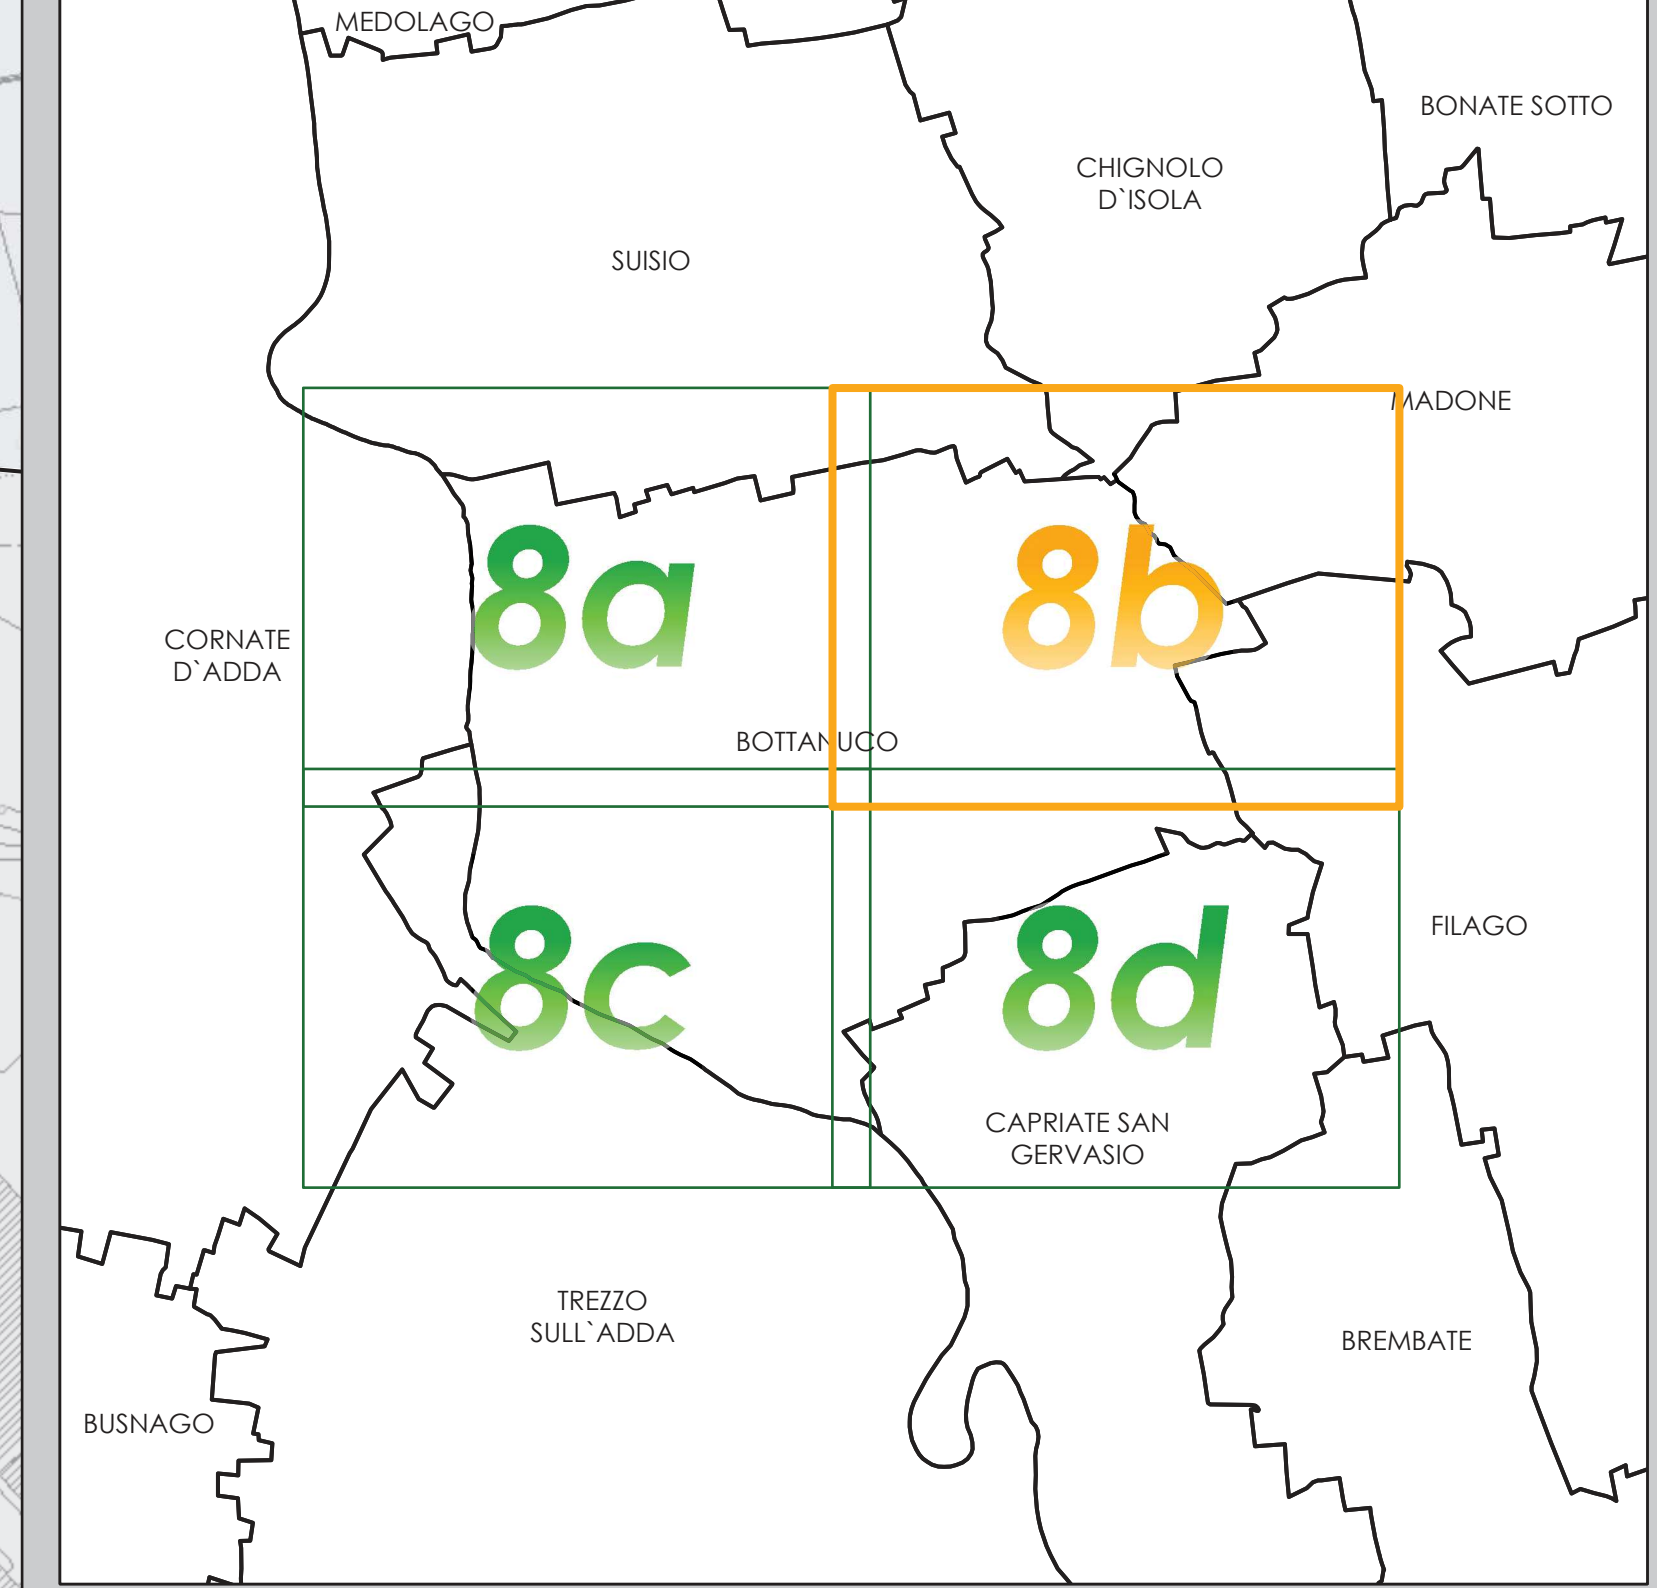 MEDOLAGO
BONATE SOTTO
CHIGNOLO
D`ISOLA
SUISIO
MADONE
8a
8b
CORNATE
D`ADDA
BOTTANUCO
8c
8d
FILAGO
CAPRIATE SAN
GERVASIO
TREZZO
SULL`ADDA
BREMBATE
BUSNAGO